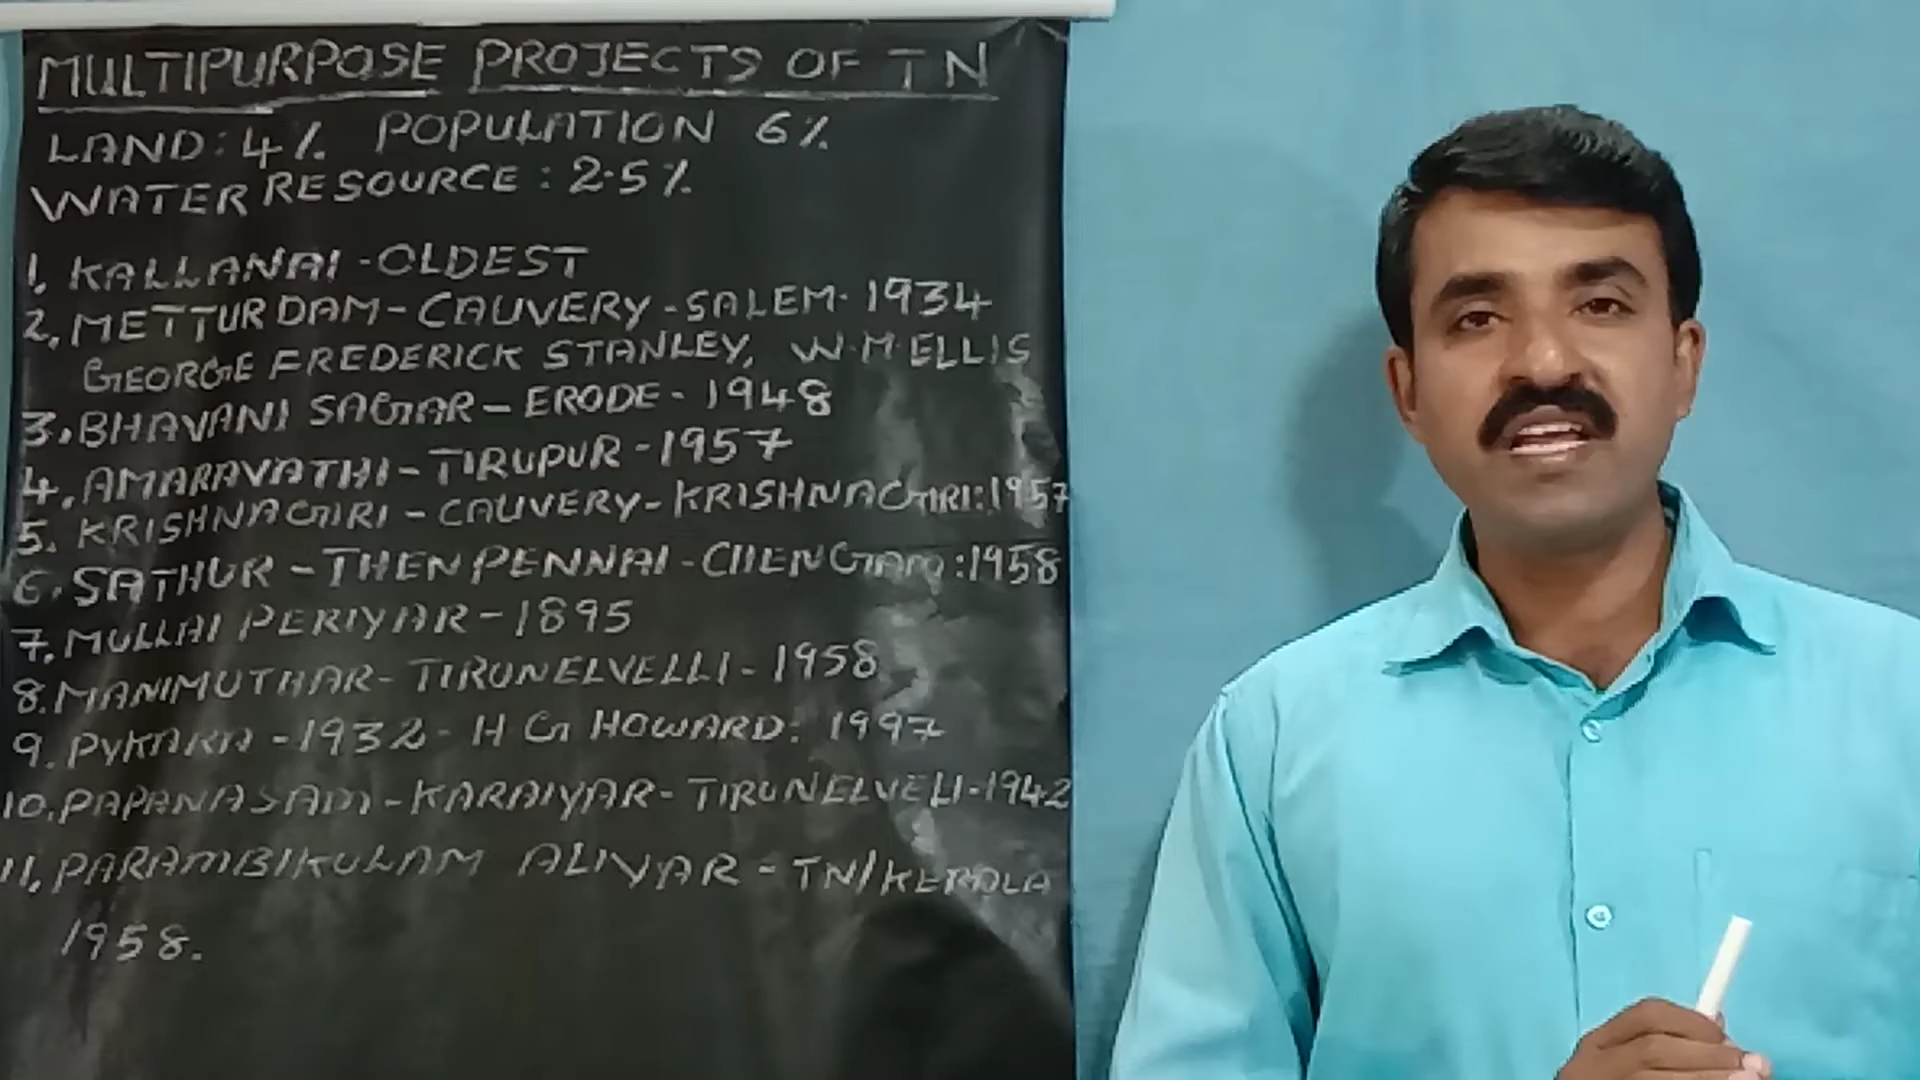 MULTIPURPOSE PROJECTS OF TN
LAND: 4% POPULATION 6%
WATER RESOURCE: 2.5%
1. KALLANAI - OLDEST
2. METTUR DAM - CAUVERY - SALEM - 1934
GEORGE FREDERICK STANLEY, W.M ELLIS
3. BHAVANI SAGAR - ERODE - 1948
4. AMARAVATHI - TIRUPUR - 1957
5. KRISHNAGIRI - CAUVERY - KRISHNAGIRI: 1957
6. SATHUR - THENPENNAI - CHENGAM: 1958
7. MULLAI PERIYAR - 1895
8. MANIMUTHAR - TIRUNELVELLI - 1958
9. PYKARA - 1932 - H G HOWARD: 1997
10. PAPANASAM - KARAIYAR - TIRUNELVELI - 1942
11. PARAMBIKULAM ALIYAR - TN/KERALA
1958.